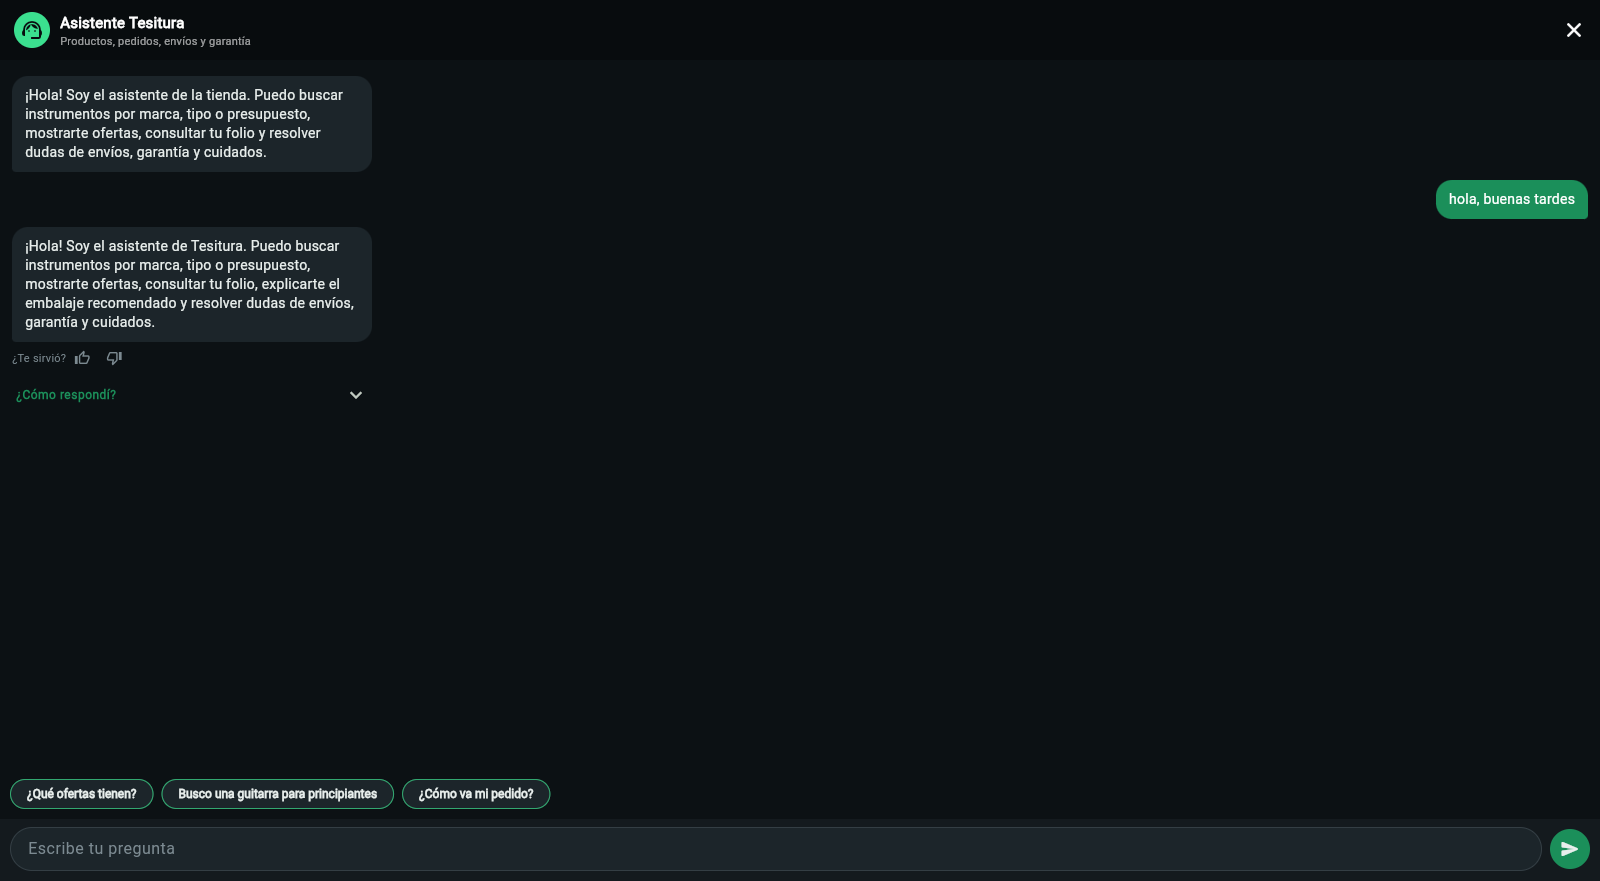 Asistente Tesitura
Productos, pedidos, envíos y garantía
¡Hola! Soy el asistente de la tienda. Puedo buscar
instrumentos por marca, tipo o presupuesto,
mostrarte ofertas, consultar tu folio y resolver
dudas de envíos, garantía y cuidados.
hola, buenas tardes
¡Hola! Soy el asistente de Tesitura. Puedo buscar
instrumentos por marca, tipo o presupuesto,
mostrarte ofertas, consultar tu folio, explicarte el
embalaje recomendado y resolver dudas de envíos,
garantía y cuidados.
¿Te sirvió?
¿Cómo respondí?
¿Qué ofertas tienen?
Busco una guitarra para principiantes
¿Cómo va mi pedido?
Escribe tu pregunta